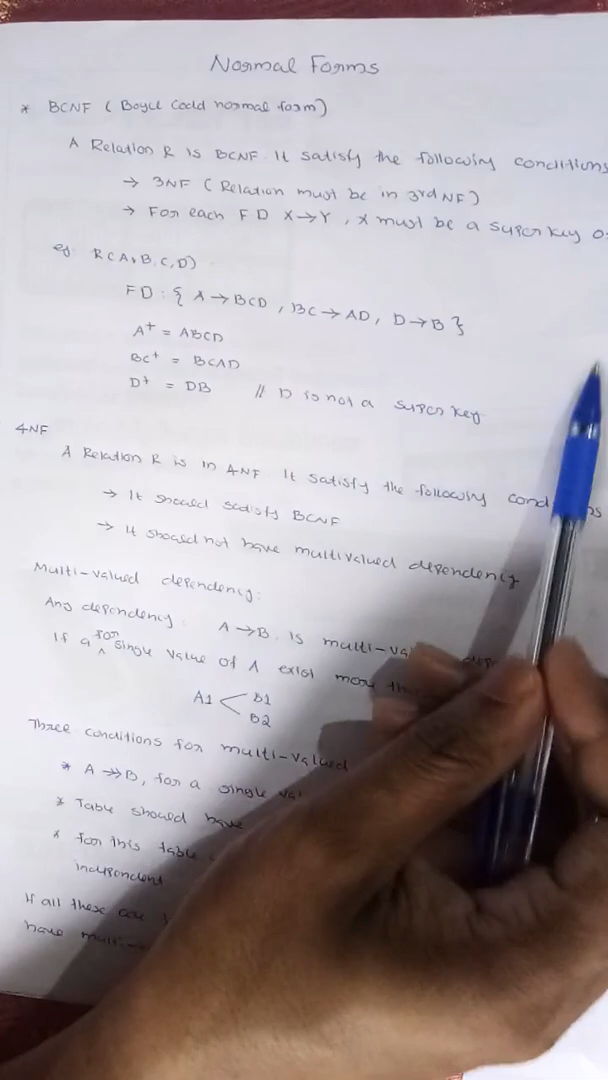 Normal Forms
* BCNF ( Boyce Codd normal form)
A Relation R is BCNF. It satisfy the following conditions
→ 3NF ( Relation must be in 3rd NF)
→ For each FD X→Y, X must be a super key
eg: R(A,B,C,D)
FD: { A→BCD, BC→AD, D→B }
A+ = ABCD
BC+ = BCAD
D+ = DB // D is not a super key
4NF
A Relation R is in 4NF It satisfy the following
→ It should satisfy BCNF
→ It should not have multivalued dependency
Multi-valued dependency:
Any dependency: A→B. is
If a for single value of A exist more
A1 < B1
B2
Three conditions for multi-valued
* A→→B, for a single
* Table should have
* for this table
independent
If all these
have